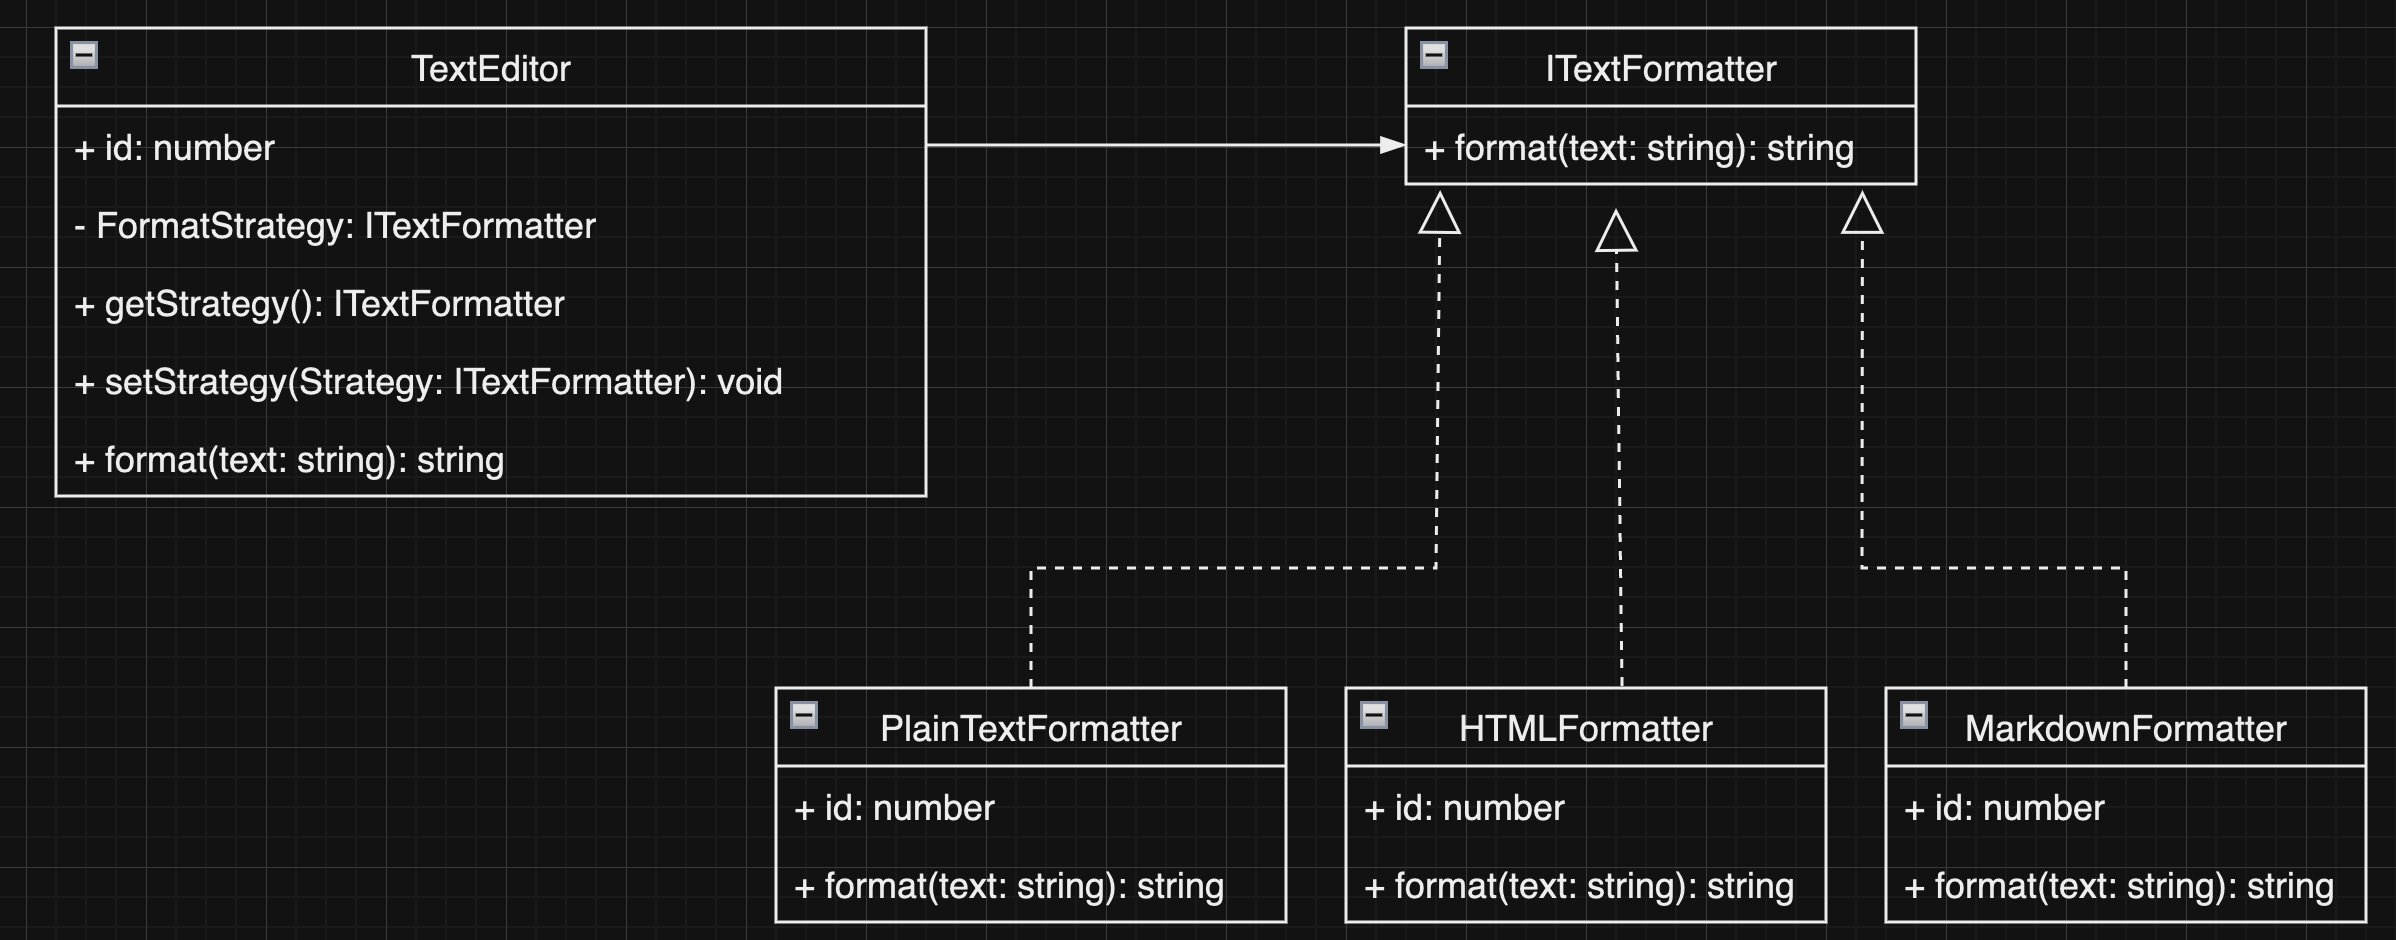 TextEditor
+ id: number
- FormatStrategy: ITextFormatter
+ getStrategy(): ITextFormatter
+ setStrategy(Strategy: ITextFormatter): void
+ format(text: string): string
ITextFormatter
+ format(text: string): string
PlainTextFormatter
+ id: number
+ format(text: string): string
HTMLFormatter
+ id: number
+ format(text: string): string
MarkdownFormatter
+ id: number
+ format(text: string): string